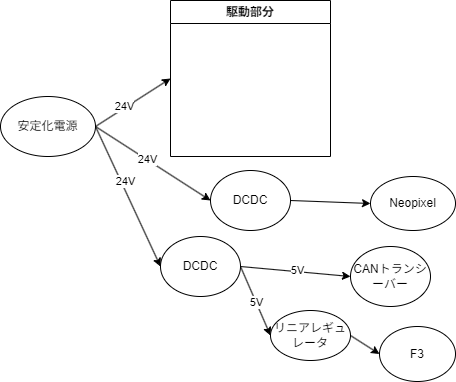 駆動部分
24V
安定化電源
24V
24V
DCDC
Neopixel
DCDC
5V
CANトランシ
ーバー
5V
リニアレギュ
レータ
F3